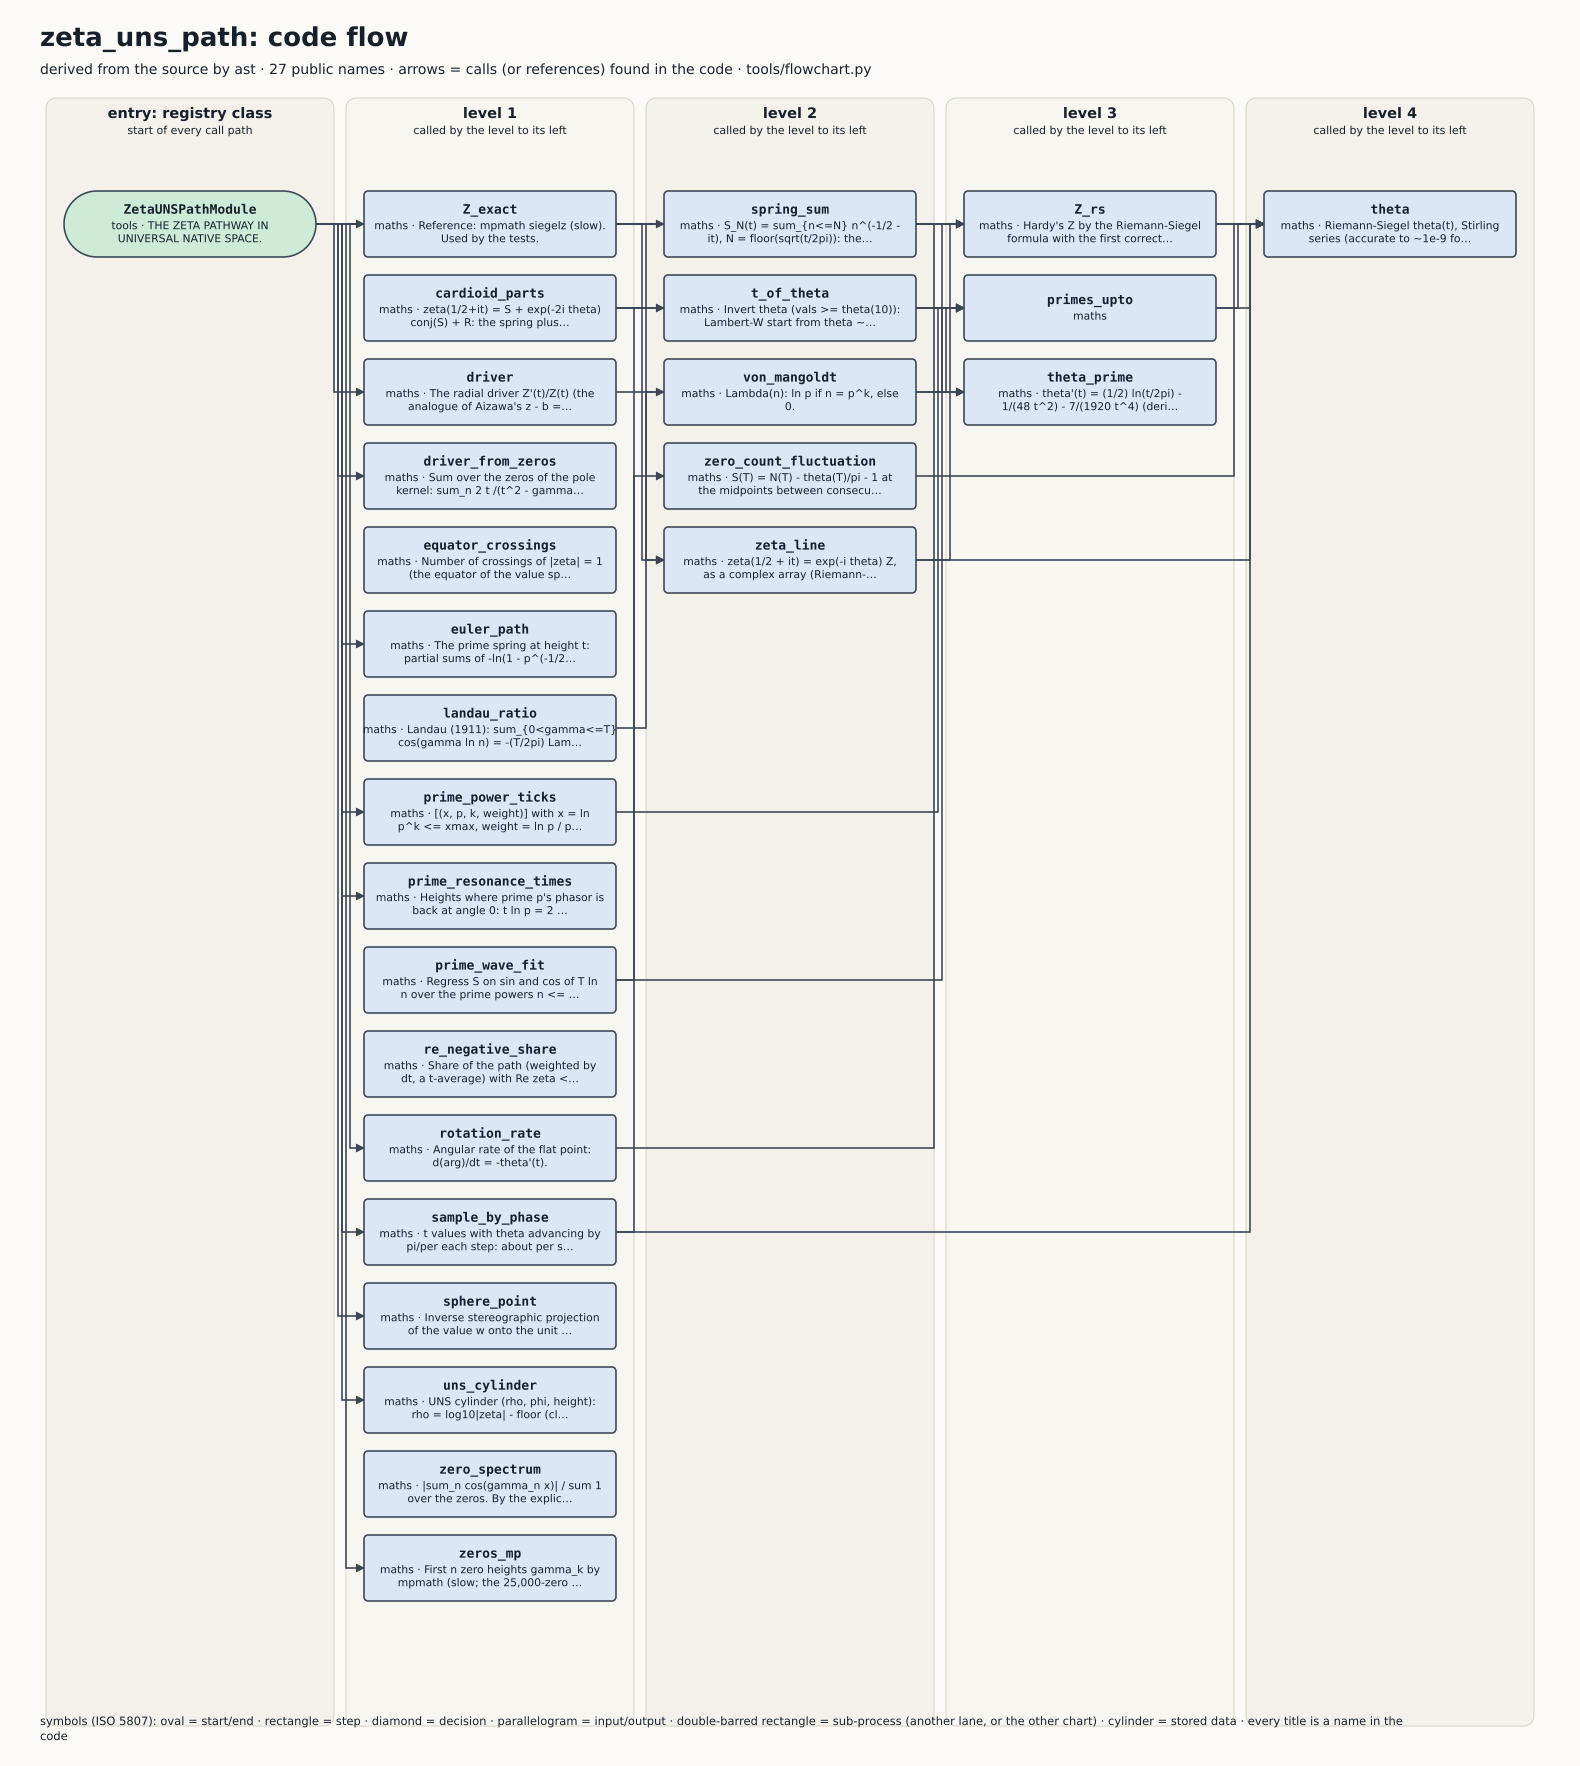 zeta_uns_path: code flow
derived from the source by ast · 27 public names · arrows = calls (or references) found in the code · tools/flowchart.py
entry: registry class
start of every call path
ZetaUNSPathModule
tools · THE ZETA PATHWAY IN
UNIVERSAL NATIVE SPACE.
level 1
called by the level to its left
Z_exact
maths · Reference: mpmath siegelz (slow).
Used by the tests.
cardioid_parts
maths · zeta(1/2+it) = S + exp(-2i theta)
conj(S) + R: the spring plus...
driver
maths · The radial driver Z'(t)/Z(t) (the
analogue of Aizawa's z - b =...
driver_from_zeros
maths · Sum over the zeros of the pole
kernel: sum_n 2 t /(t^2 - gamma...
equator_crossings
maths · Number of crossings of |zeta| = 1
(the equator of the value sp...
euler_path
maths · The prime spring at height t:
partial sums of -ln(1 - p^(-1/2...
landau_ratio
maths · Landau (1911): sum_{0<gamma<=T}
cos(gamma ln n) = -(T/2pi) Lam...
prime_power_ticks
maths · [(x, p, k, weight)] with x = ln
p^k <= xmax, weight = ln p / p...
prime_resonance_times
maths · Heights where prime p's phasor is
back at angle 0: t ln p = 2 ...
prime_wave_fit
maths · Regress S on sin and cos of T ln
n over the prime powers n <= ...
re_negative_share
maths · Share of the path (weighted by
dt, a t-average) with Re zeta <...
rotation_rate
maths · Angular rate of the flat point:
d(arg)/dt = -theta'(t).
sample_by_phase
maths · t values with theta advancing by
pi/per each step: about per s...
sphere_point
maths · Inverse stereographic projection
of the value w onto the unit ...
uns_cylinder
maths · UNS cylinder (rho, phi, height):
rho = log10|zeta| - floor (cl...
zero_spectrum
maths · |sum_n cos(gamma_n x)| / sum 1
over the zeros. By the explic...
zeros_mp
maths · First n zero heights gamma_k by
mpmath (slow; the 25,000-zero ...
level 2
called by the level to its left
spring_sum
maths · S_N(t) = sum_{n<=N} n^(-1/2 -
it), N = floor(sqrt(t/2pi)): the...
t_of_theta
maths · Invert theta (vals >= theta(10)):
Lambert-W start from theta ~...
von_mangoldt
maths · Lambda(n): ln p if n = p^k, else
0.
zero_count_fluctuation
maths · S(T) = N(T) - theta(T)/pi - 1 at
the midpoints between consecu...
zeta_line
maths · zeta(1/2 + it) = exp(-i theta) Z,
as a complex array (Riemann-...
level 3
called by the level to its left
Z_rs
maths · Hardy's Z by the Riemann-Siegel
formula with the first correct...
primes_upto
maths
theta_prime
maths · theta'(t) = (1/2) ln(t/2pi) -
1/(48 t^2) - 7/(1920 t^4) (deri...
level 4
called by the level to its left
theta
maths · Riemann-Siegel theta(t), Stirling
series (accurate to ~1e-9 fo...
symbols (ISO 5807): oval = start/end · rectangle = step · diamond = decision · parallelogram = input/output · double-barred rectangle = sub-process (another lane, or the other chart) · cylinder = stored data · every title is a name in the
code